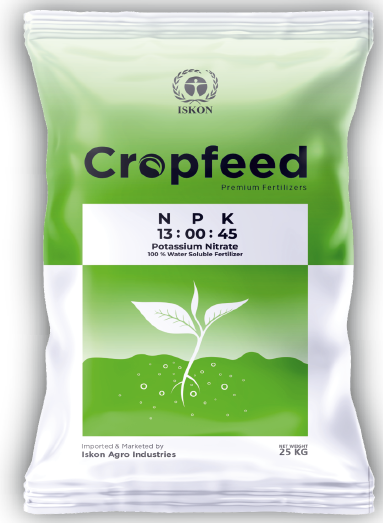 ISKON
Cropfeed
Premium Fertilizers
N P K
13 : 00 : 45
Potassium Nitrate
100 % Water Soluble Fertilizer
Imported & Marketed by
Iskon Agro Industries
NET WEIGHT
25 KG